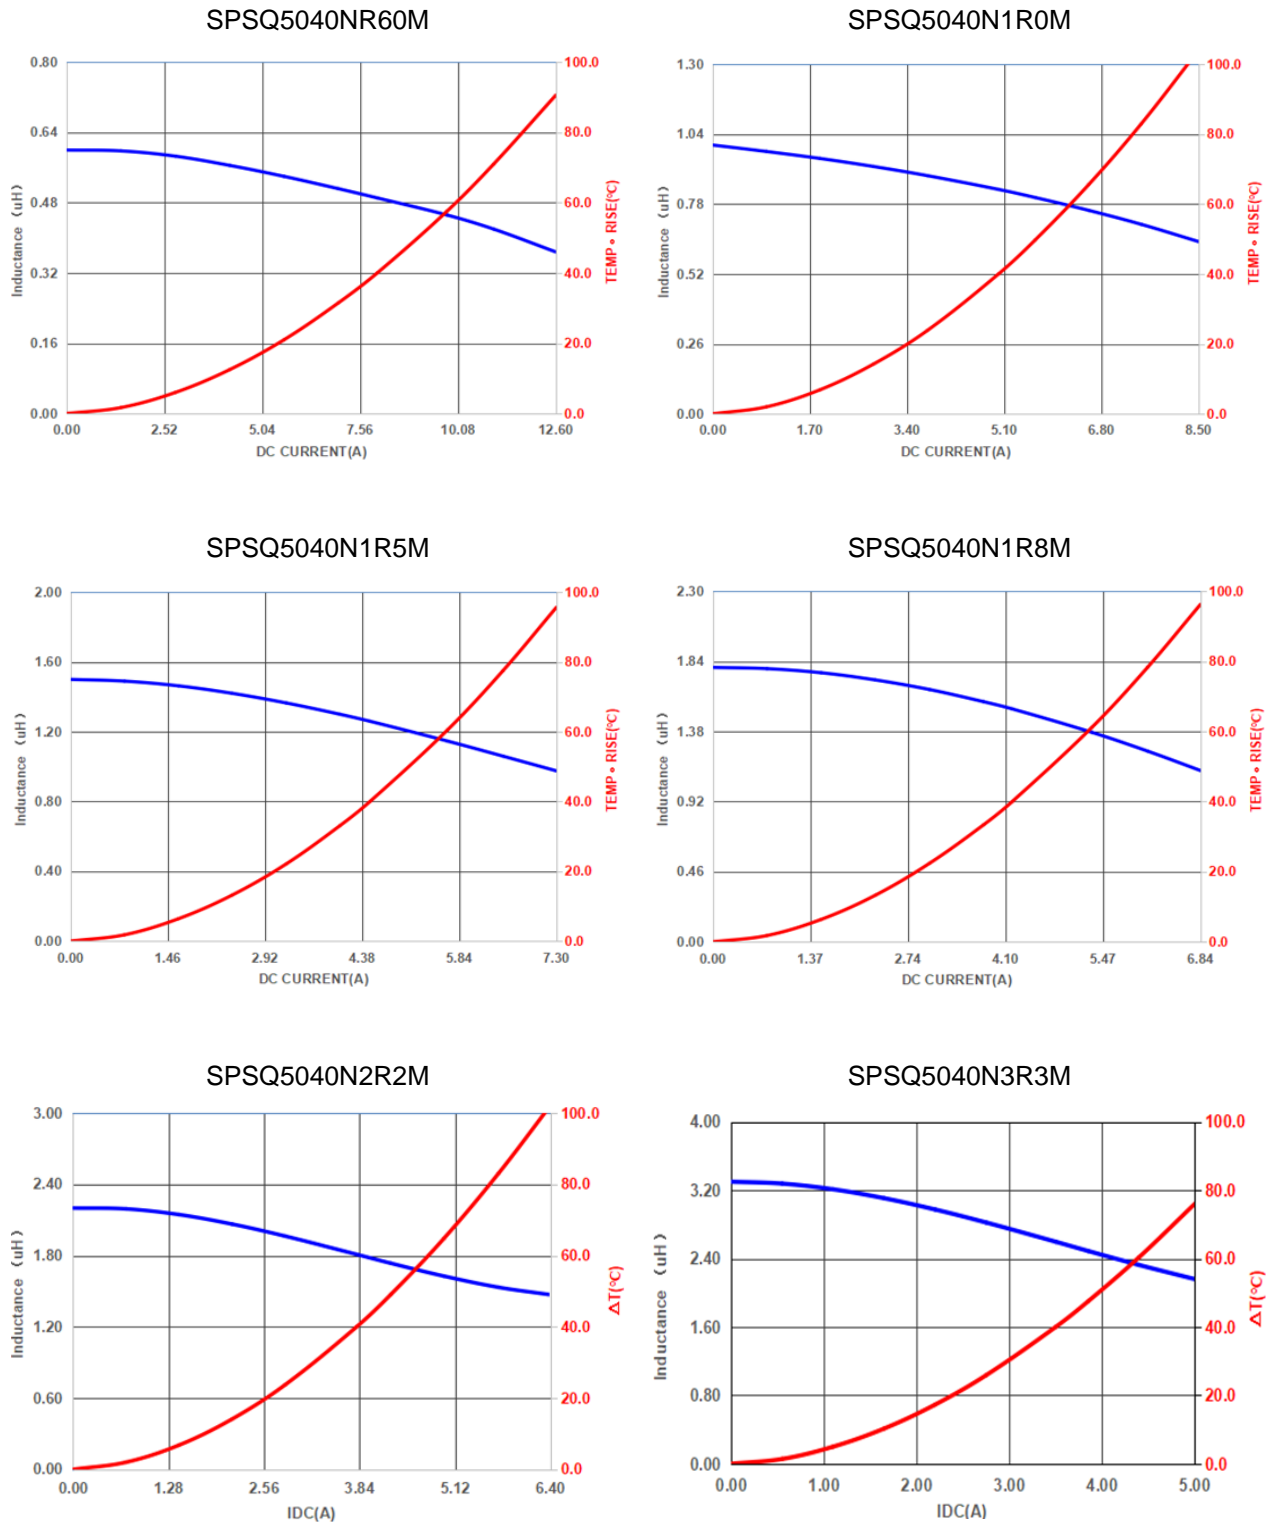 SPSQ5040NR60M
SPSQ5040N1R0M
0.80
0.64
0.48
0.32
0.16
0.00
Inductance（uH）
100.0
80.0
60.0
40.0
20.0
0.0
TEMP∘RISE(℃)
0.00 2.52 5.04 7.56 10.08 12.60
DC CURRENT(A)
1.30
1.04
0.78
0.52
0.26
0.00
Inductance（uH）
100.0
80.0
60.0
40.0
20.0
0.0
TEMP∘RISE(℃)
0.00 1.70 3.40 5.10 6.80 8.50
DC CURRENT(A)
SPSQ5040N1R5M
SPSQ5040N1R8M
2.00
1.60
1.20
0.80
0.40
0.00
Inductance（uH）
100.0
80.0
60.0
40.0
20.0
0.0
TEMP∘RISE(℃)
0.00 1.46 2.92 4.38 5.84 7.30
DC CURRENT(A)
2.30
1.84
1.38
0.92
0.46
0.00
Inductance（uH）
100.0
80.0
60.0
40.0
20.0
0.0
TEMP∘RISE(℃)
0.00 1.37 2.74 4.10 5.47 6.84
DC CURRENT(A)
SPSQ5040N2R2M
SPSQ5040N3R3M
3.00
2.40
1.80
1.20
0.60
0.00
Inductance（uH）
100.0
80.0
60.0
40.0
20.0
0.0
ΔT(℃)
0.00 1.28 2.56 3.84 5.12 6.40
IDC(A)
4.00
3.20
2.40
1.60
0.80
0.00
Inductance（uH）
100.0
80.0
60.0
40.0
20.0
0.0
ΔT(℃)
0.00 1.00 2.00 3.00 4.00 5.00
IDC(A)